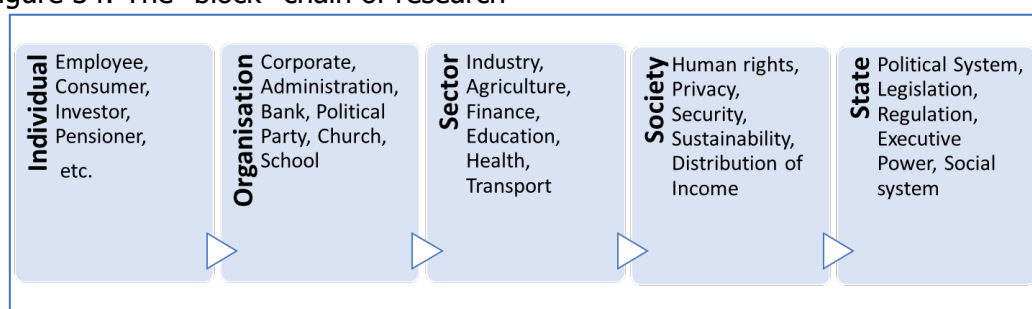 Individual
Employee,
Consumer,
Investor,
Pensioner,
etc.
Organisation
Corporate,
Administration,
Bank, Political
Party, Church,
School
Sector
Industry,
Agriculture,
Finance,
Education,
Health,
Transport
Society
Human rights,
Privacy,
Security,
Sustainability,
Distribution of
Income
State
Political System,
Legislation,
Regulation,
Executive
Power, Social
system